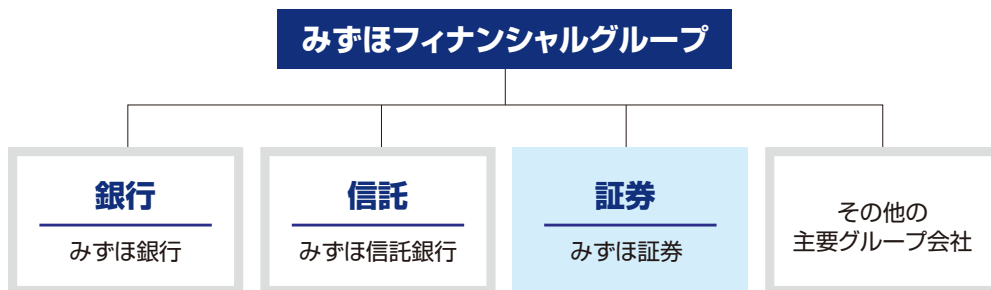 みずほフィナンシャルグループ
銀行
みずほ銀行
信託
みずほ信託銀行
証券
みずほ証券
その他の
主要グループ会社